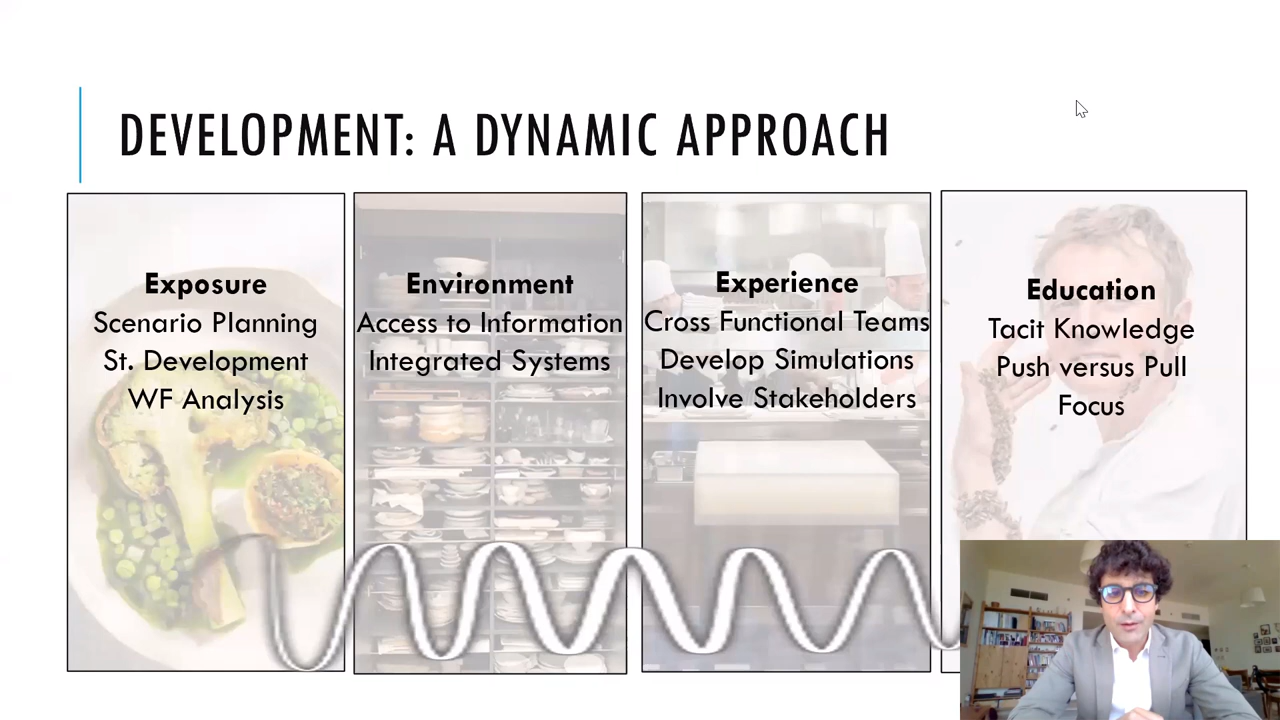 DEVELOPMENT: A DYNAMIC APPROACH
Exposure
Scenario Planning
St. Development
WF Analysis
Environment
Access to Information
Integrated Systems
Experience
Cross Functional Teams
Develop Simulations
Involve Stakeholders
Education
Tacit Knowledge
Push versus Pull
Focus